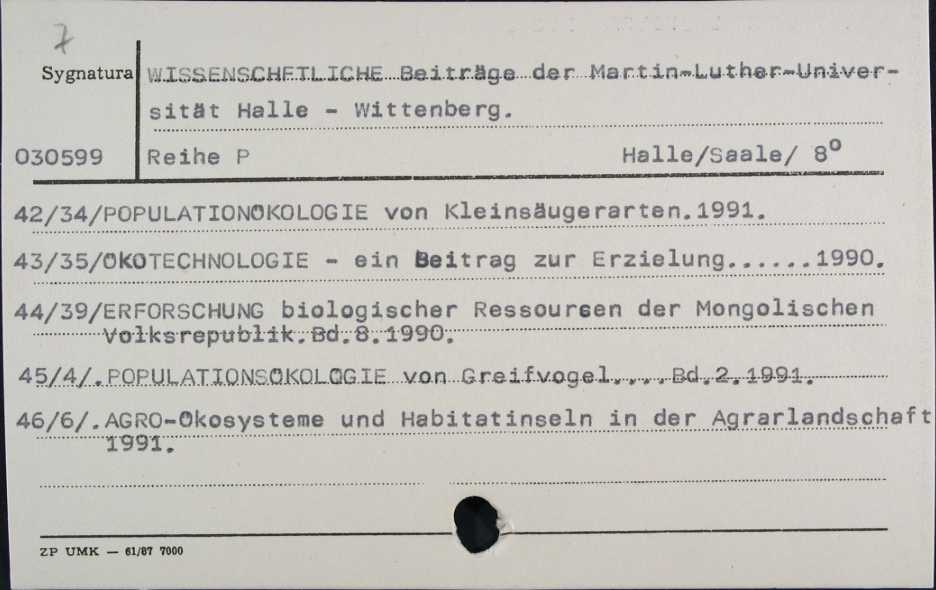 7
Sygnatura WISSENSCHFTLICHE Beiträge der Martin-Luther-Univer-
sität Halle - Wittenberg.
030599 Reihe P Halle/Saale/ 8º
42/34/POPULATIONÖKOLOGIE von Kleinsäugerarten.1991.
43/35/ÖKOTECHNOLOGIE - ein Beitrag zur Erzielung......1990.
44/39/ERFORSCHUNG biologischer Ressoursen der Mongolischen
Volksrepublik.Bd.8.1990.
45/4/.POPULATIONSÖKOLOGIE von Greifvogel....Bd.2.1991.
46/6/.AGRO-Ökosysteme und Habitatinseln in der Agrarlandschaft
1991.
ZP UMK — 61/87 7000